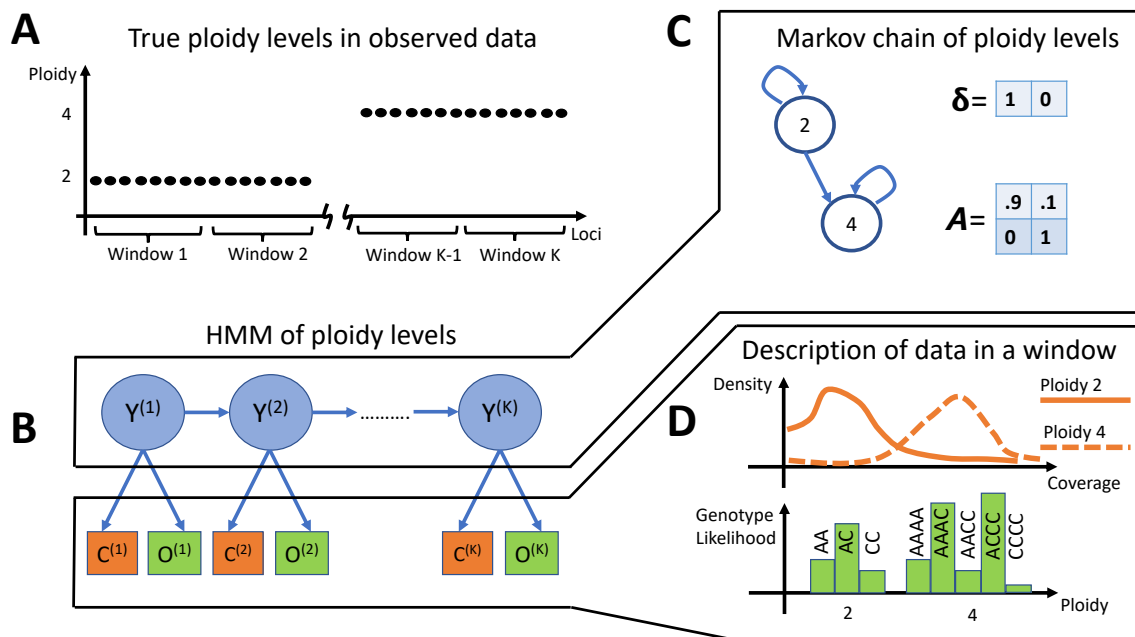 A
True ploidy levels in observed data
Ploidy
4
2
Loci
Window 1
Window 2
Window K-1
Window K
C
Markov chain of ploidy levels
2
4
δ= 1 0
A= .9 .1
0 1
HMM of ploidy levels
B
Y(1)
Y(2)
..........
Y(K)
C(1)
O(1)
C(2)
O(2)
C(K)
O(K)
D
Description of data in a window
Density
Ploidy 2
Ploidy 4
Coverage
Genotype
Likelihood
AA
AC
CC
AAAA
AAAC
AACC
ACCC
CCCC
2
4
Ploidy